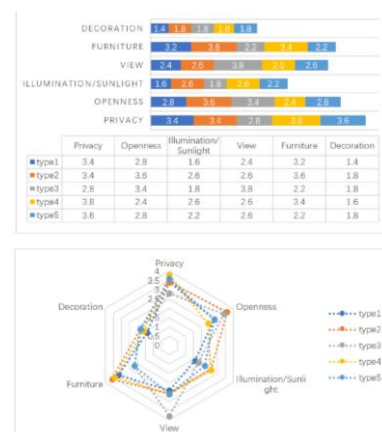 DECORATION 1.4 1.8 1.8 1.6 1.8
FURNITURE 3.2 3.6 2.2 3.4 2.2
VIEW 2.4 2.6 3.8 2.6 2.6
ILLUMINATION/SUNLIGHT 1.6 2.6 1.8 2.6 2.2
OPENNESS 2.8 3.6 3.4 2.4 2.8
PRIVACY 3.4 3.4 2.8 3.8 3.6
Privacy Openness Illumination/ Sunlight View Furniture Decoration
type1 3.4 2.8 1.6 2.4 3.2 1.4
type2 3.4 3.6 2.6 2.6 3.6 1.8
type3 2.8 3.4 1.8 3.8 2.2 1.8
type4 3.8 2.4 2.6 2.6 3.4 1.6
type5 3.6 2.8 2.2 2.6 2.2 1.8
Privacy
4
3.5
3
2.5
0.5
0
Decoration
Openness
type1
type2
type3
type4
type5
Furniture
Illumination/Sunli
ght
View